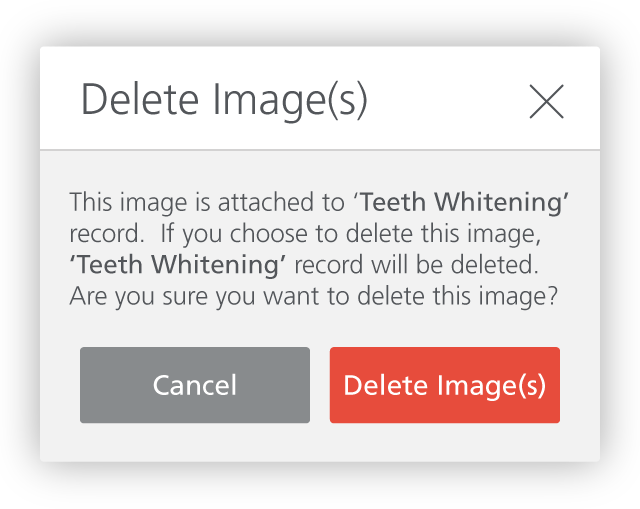 Delete Image(s)
This image is attached to ‘Teeth Whitening’
record.  If you choose to delete this image,
‘Teeth Whitening’ record will be deleted.
Are you sure you want to delete this image?
Cancel
Delete Image(s)